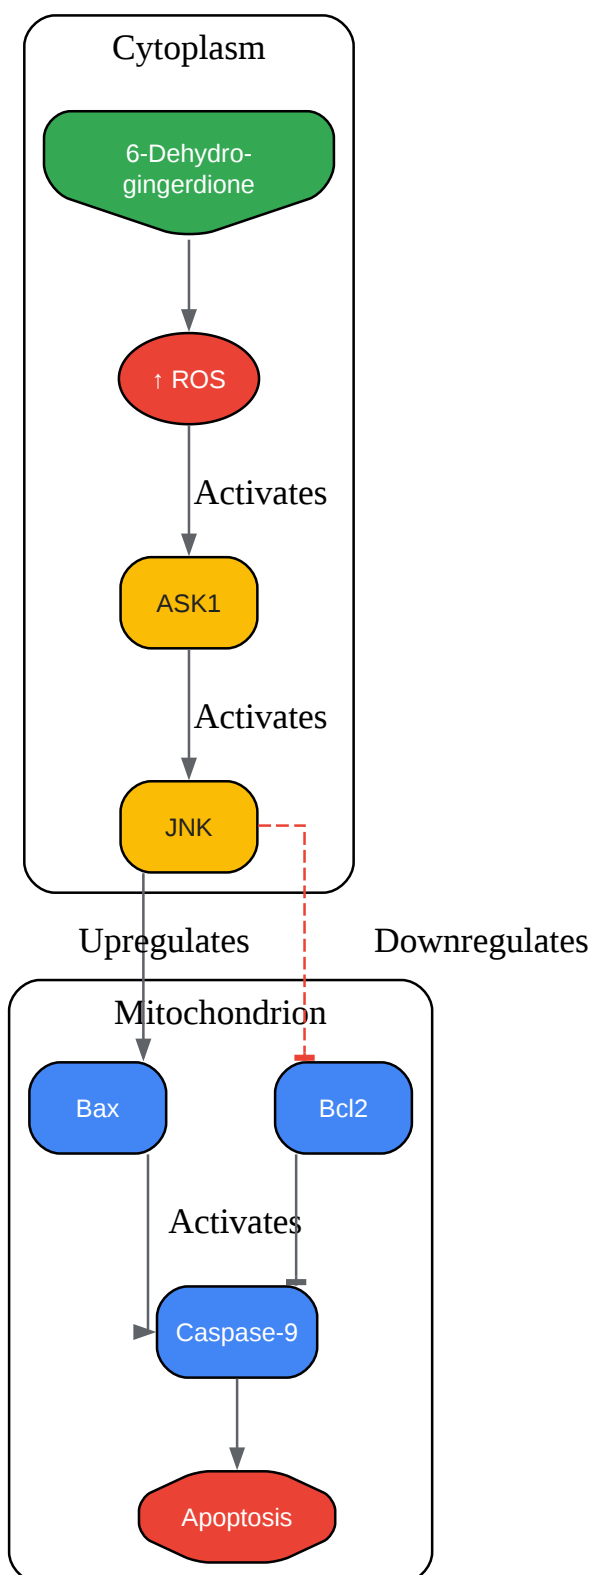 Cytoplasm
6-Dehydro-
gingerdione
↑ ROS
Activates
ASK1
Activates
JNK
Upregulates
Downregulates
Mitochondrion
Bax
Bcl2
Activates
Caspase-9
Apoptosis